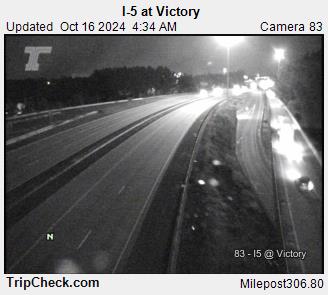 I-5 at Victory
Updated Oct 16 2024 4:34 AM Camera 83
T
N
83 - I5 @ Victory
TripCheck.com Milepost306.80